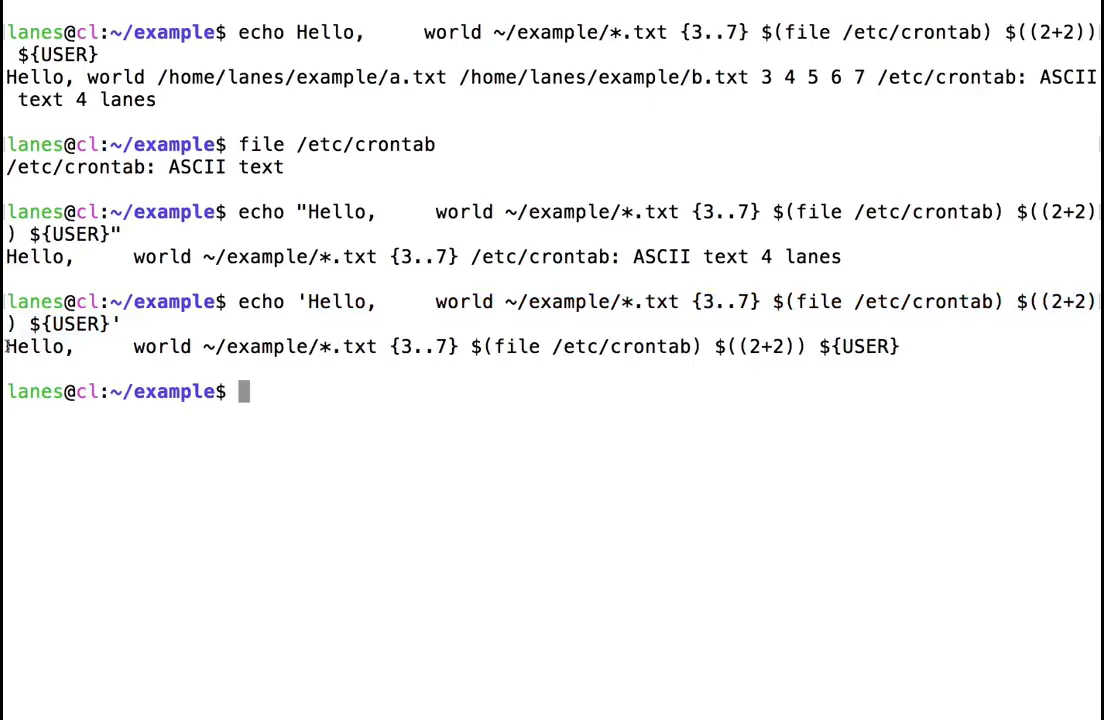 lanes@cl:~/example$ echo Hello,     world ~/example/*.txt {3..7} $(file /etc/crontab) $((2+2))
 ${USER}
Hello, world /home/lanes/example/a.txt /home/lanes/example/b.txt 3 4 5 6 7 /etc/crontab: ASCII
 text 4 lanes
lanes@cl:~/example$ file /etc/crontab
/etc/crontab: ASCII text
lanes@cl:~/example$ echo "Hello,     world ~/example/*.txt {3..7} $(file /etc/crontab) $((2+2)
) ${USER}"
Hello,     world ~/example/*.txt {3..7} /etc/crontab: ASCII text 4 lanes
lanes@cl:~/example$ echo 'Hello,     world ~/example/*.txt {3..7} $(file /etc/crontab) $((2+2)
) ${USER}'
Hello,     world ~/example/*.txt {3..7} $(file /etc/crontab) $((2+2)) ${USER}
lanes@cl:~/example$